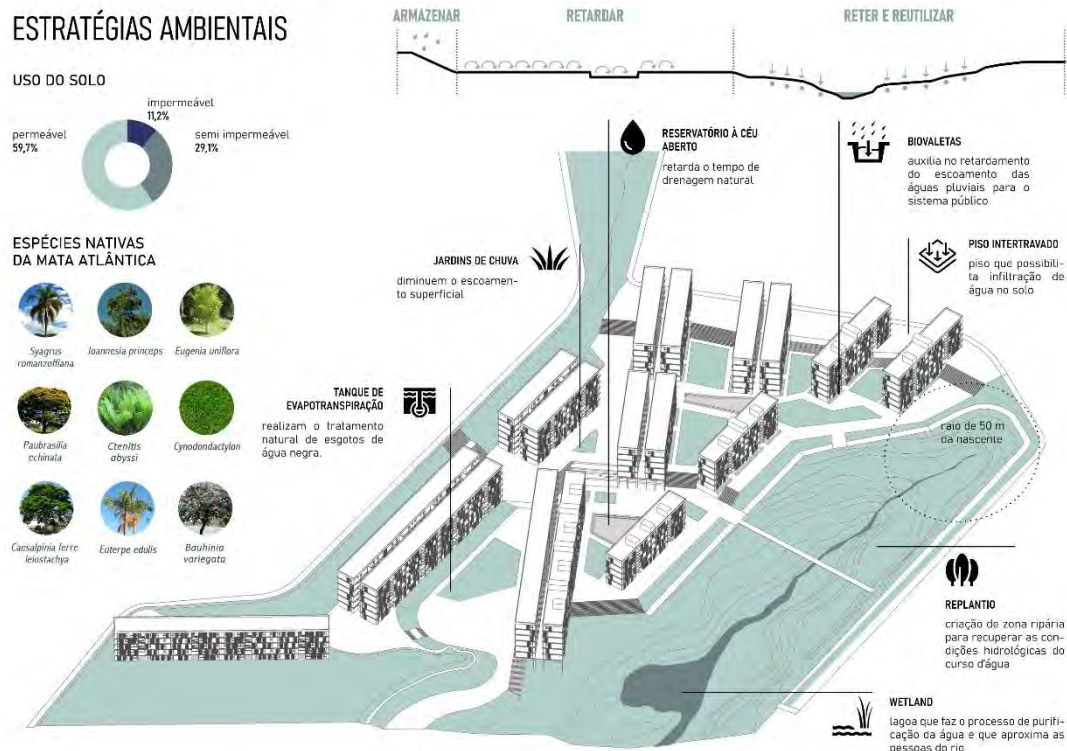 ESTRATÉGIAS AMBIENTAIS
ARMAZENAR
RETARDAR
RETER E REUTILIZAR
USO DO SOLO
impermeável
11,2%
permeável
59,7%
semi impermeável
29,1%
ESPÉCIES NATIVAS
DA MATA ATLÂNTICA
Syagrus
romanzoffiana
Joannesia princeps
Eugenia uniflora
Paubrasilia
echinata
Ctenitis
abyssi
Cynodondactylon
Caesalpinia ferre
leiostachya
Euterpe edulis
Bauhinia
variegata
RESERVATÓRIO À CÉU
ABERTO
retarda o tempo de
drenagem natural
BIOVALETAS
auxilia no retardamento
do escoamento das
águas pluviais para o
sistema público
JARDINS DE CHUVA
diminuem o escoamen-
to superficial
PISO INTERTRAVADO
piso que possibili-
ta infiltração de
água no solo
TANQUE DE
EVAPOTRANSPIRAÇÃO
realizam o tratamento
natural de esgotos de
água negra.
raio de 50 m
da nascente
REPLANTIO
criação de zona ripária
para recuperar as con-
dições hidrológicas do
curso d'água
WETLAND
lagoa que faz o processo de purifi-
cação da água e que aproxima as
pessoas do rio